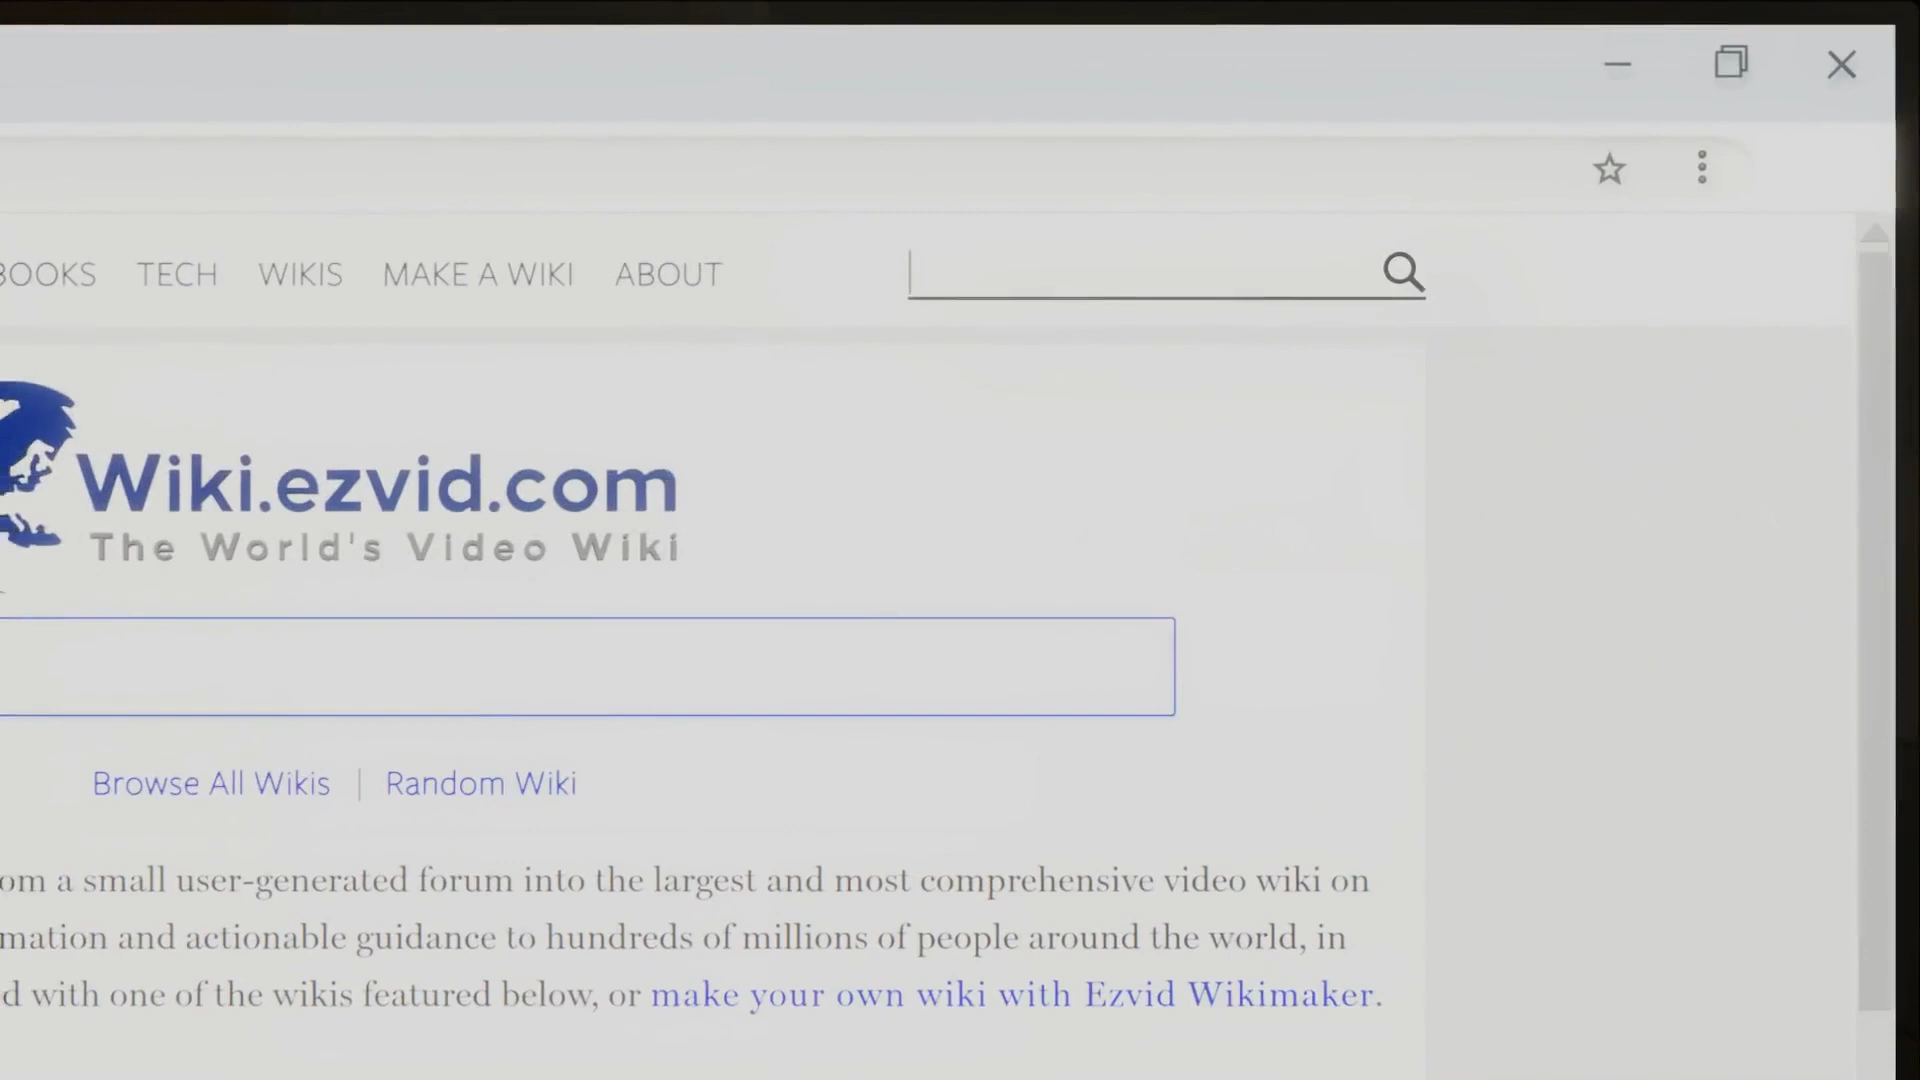 BOOKS TECH WIKIS MAKE A WIKI ABOUT
Wiki.ezvid.com
The World's Video Wiki
Browse All Wikis | Random Wiki
om a small user-generated forum into the largest and most comprehensive video wiki on
mation and actionable guidance to hundreds of millions of people around the world, in
d with one of the wikis featured below, or make your own wiki with Ezvid Wikimaker.